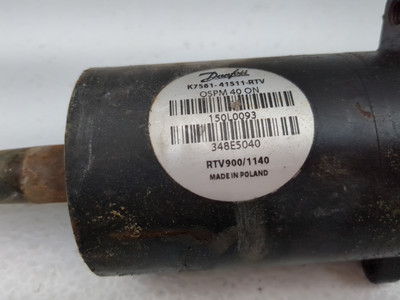 Danfoss
K7561-41511-RTV
OSPM 40 ON
150L0093
348E5040
RTV900/1140
MADE IN POLAND